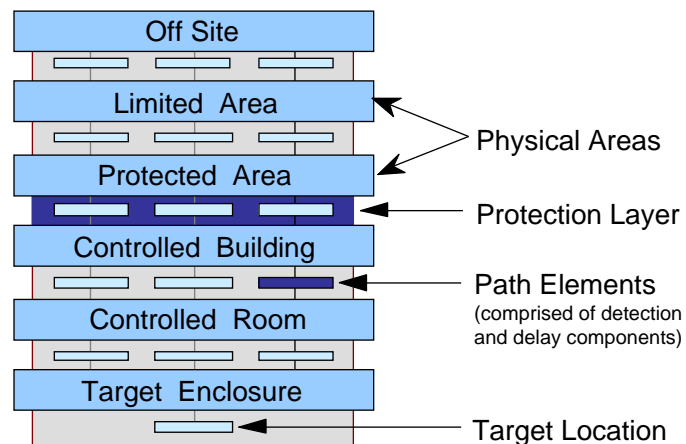 Off Site
Limited Area
Physical Areas
Protected Area
Protection Layer
Controlled Building
Path Elements
(comprised of detection
and delay components)
Controlled Room
Target Enclosure
Target Location